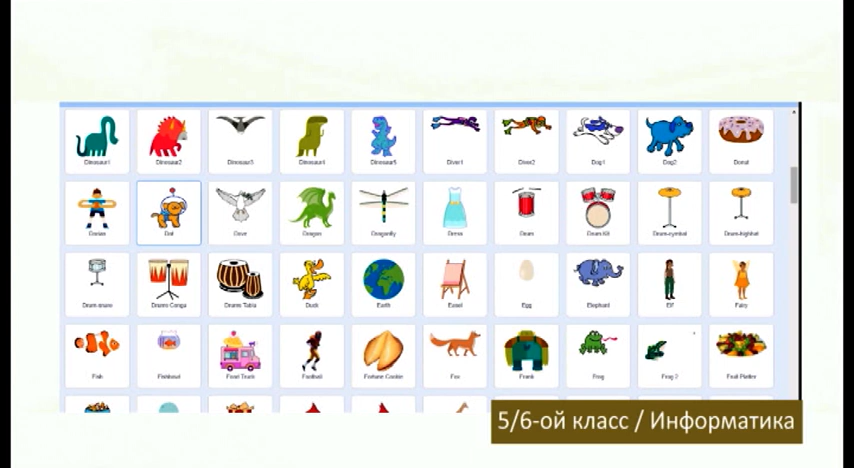 Dinosaur1 Dinosaur2 Dinosaur3 Dinosaur4 Dinosaur5 Diver1 Diver2 Dog1 Dog2 Donut
Dorian Dot Dove Dragon Dragonfly Dress Drum Drum Kit Drum-cymbal Drum-highhat
Drum-snare Drums Conga Drums Tabla Duck Earth Easel Egg Elephant Elf Fairy
Fish Fishbowl Food Truck Football Fortune Cookie Fox Frank Frog Frog 2 Fruit Platter
5/6-ой класс / Информатика